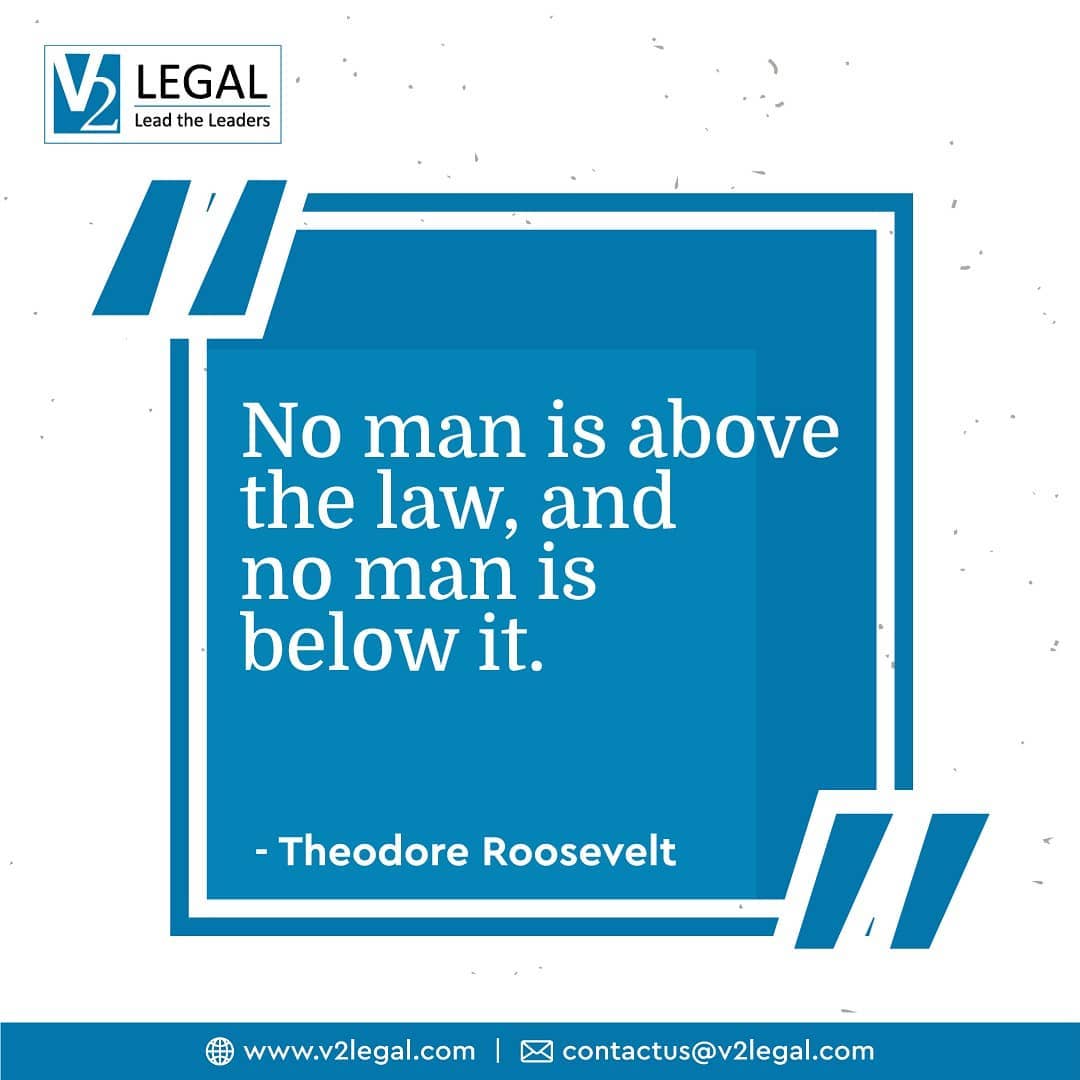 V2 LEGAL
Lead the Leaders
No man is above
the law, and
no man is
below it.
- Theodore Roosevelt
www.v2legal.com | contactus@v2legal.com